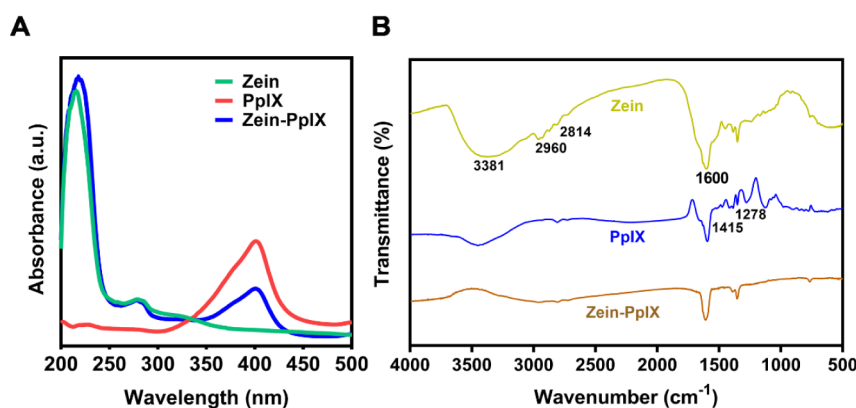 A
Absorbance (a.u.)
Zein
PpIX
Zein-PpIX
200 250 300 350 400 450 500
Wavelength (nm)
B
Transmittance (%)
Zein
2814
2960
3381
1600
PpIX
1278
1415
Zein-PpIX
4000 3500 3000 2500 2000 1500 1000 500
Wavenumber (cm⁻¹)